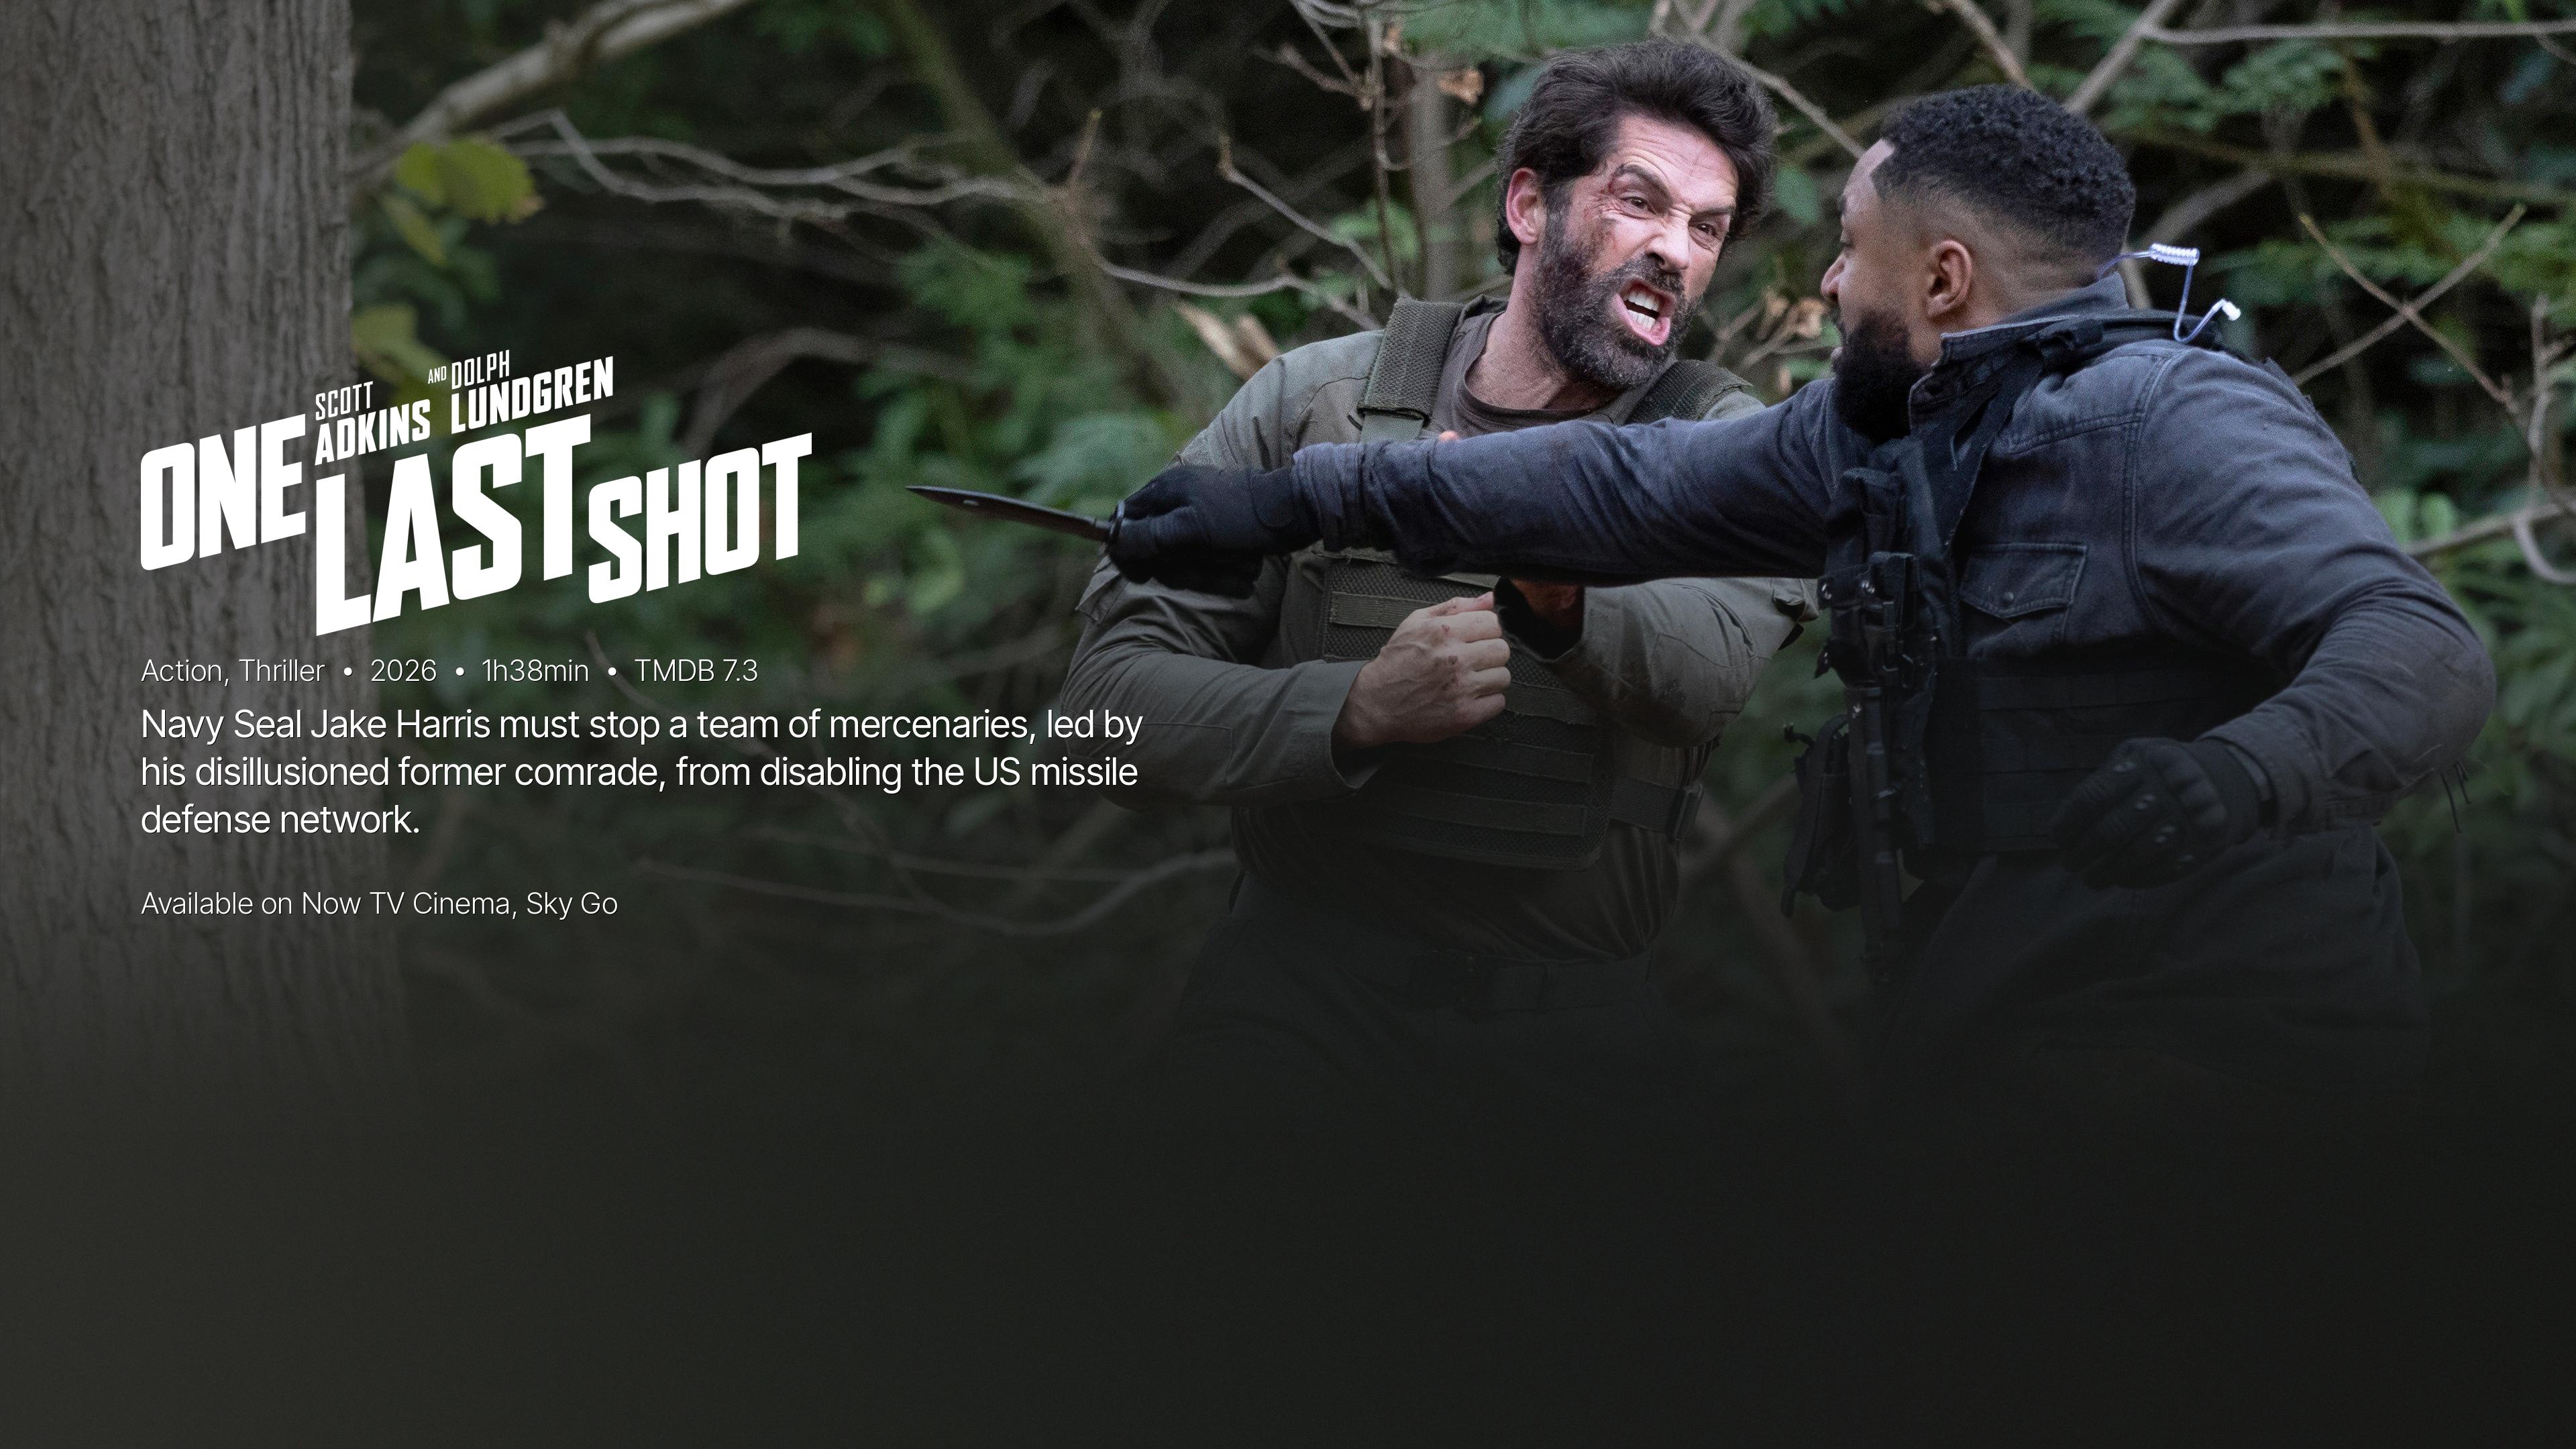 SCOTT ADKINS AND DOLPH LUNDGREN
ONE LAST SHOT
Action, Thriller • 2026 • 1h38min • TMDB 7.3
Navy Seal Jake Harris must stop a team of mercenaries, led by
his disillusioned former comrade, from disabling the US missile
defense network.
Available on Now TV Cinema, Sky Go